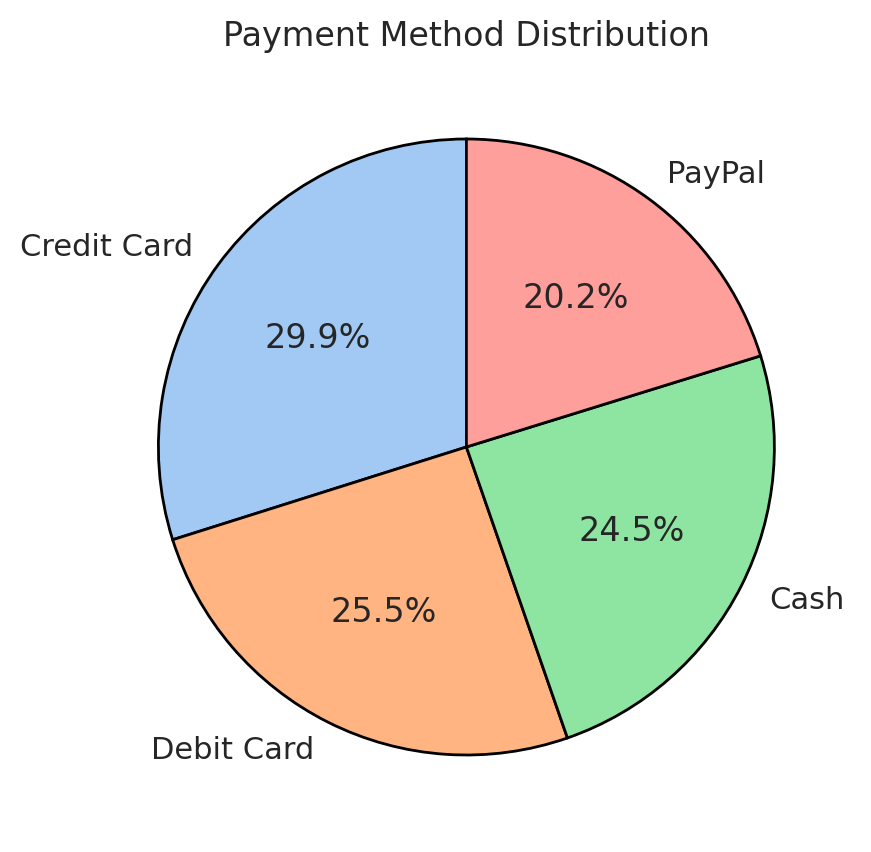 Payment Method Distribution
PayPal
Credit Card
20.2%
29.9%
24.5%
Cash
25.5%
Debit Card